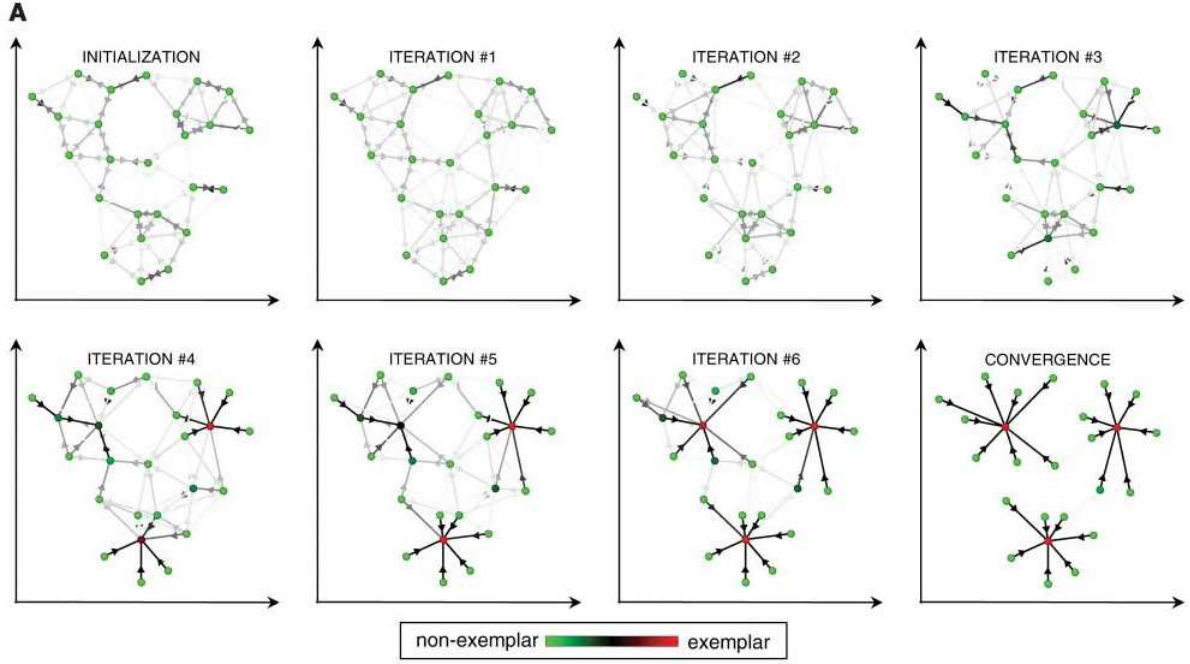 A
INITIALIZATION
ITERATION #1
ITERATION #2
ITERATION #3
ITERATION #4
ITERATION #5
ITERATION #6
CONVERGENCE
non-exemplar
exemplar